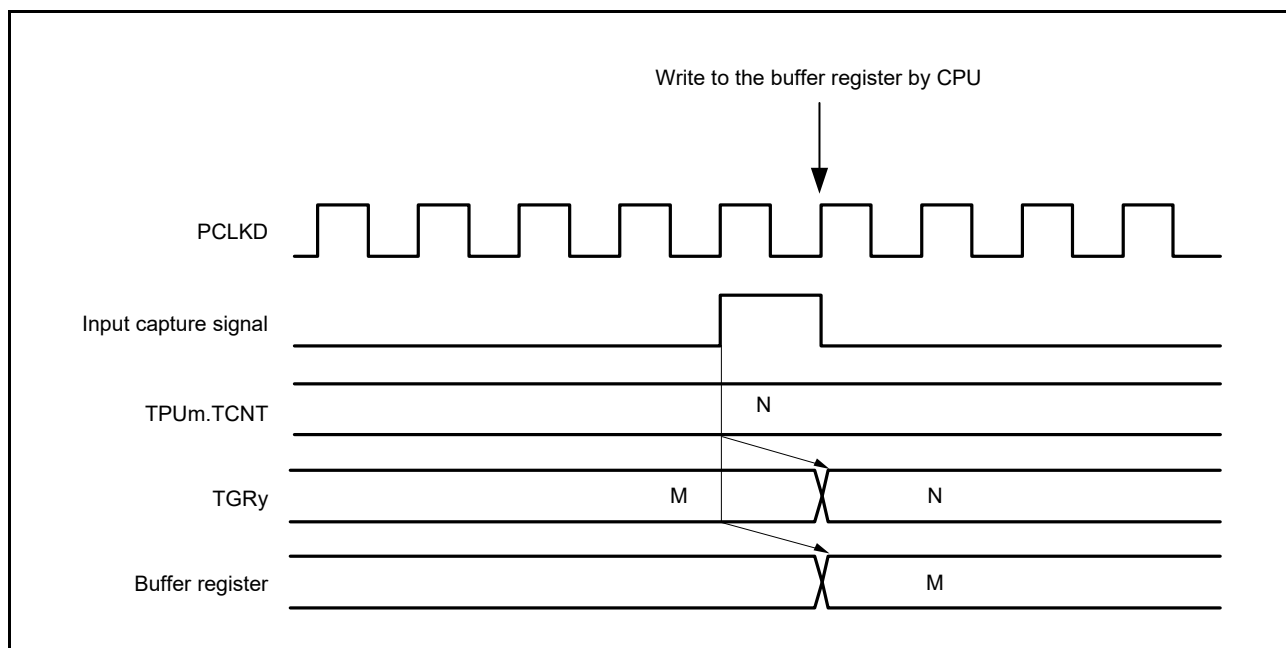 Write to the buffer register by CPU
PCLKD
Input capture signal
TPUm.TCNT
N
TGRy
M
N
Buffer register
M